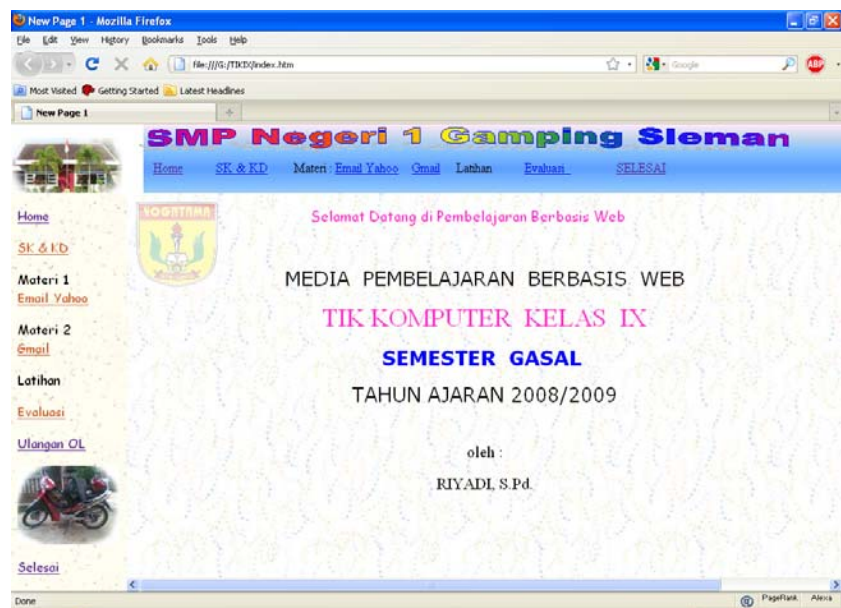 New Page 1 - Mozilla Firefox
File Edit View History Bookmarks Tools Help
file:///G:/TIKIX/index.htm
Google
ABP
Most Visited Getting Started Latest Headlines
New Page 1
SMP Negeri 1 Gamping Sleman
Home SK & KD Materi : Email Yahoo Gmail Latihan Evaluasi SELESAI
YOGATAMA
Selamat Datang di Pembelajaran Berbasis Web
MEDIA PEMBELAJARAN BERBASIS WEB
TIK KOMPUTER KELAS IX
SEMESTER GASAL
TAHUN AJARAN 2008/2009
oleh :
RIYADI, S.Pd.
Home
SK & KD
Materi 1
Email Yahoo
Materi 2
Gmail
Latihan
Evaluasi
Ulangan OL
Selesai
Done
PageRank Alexa